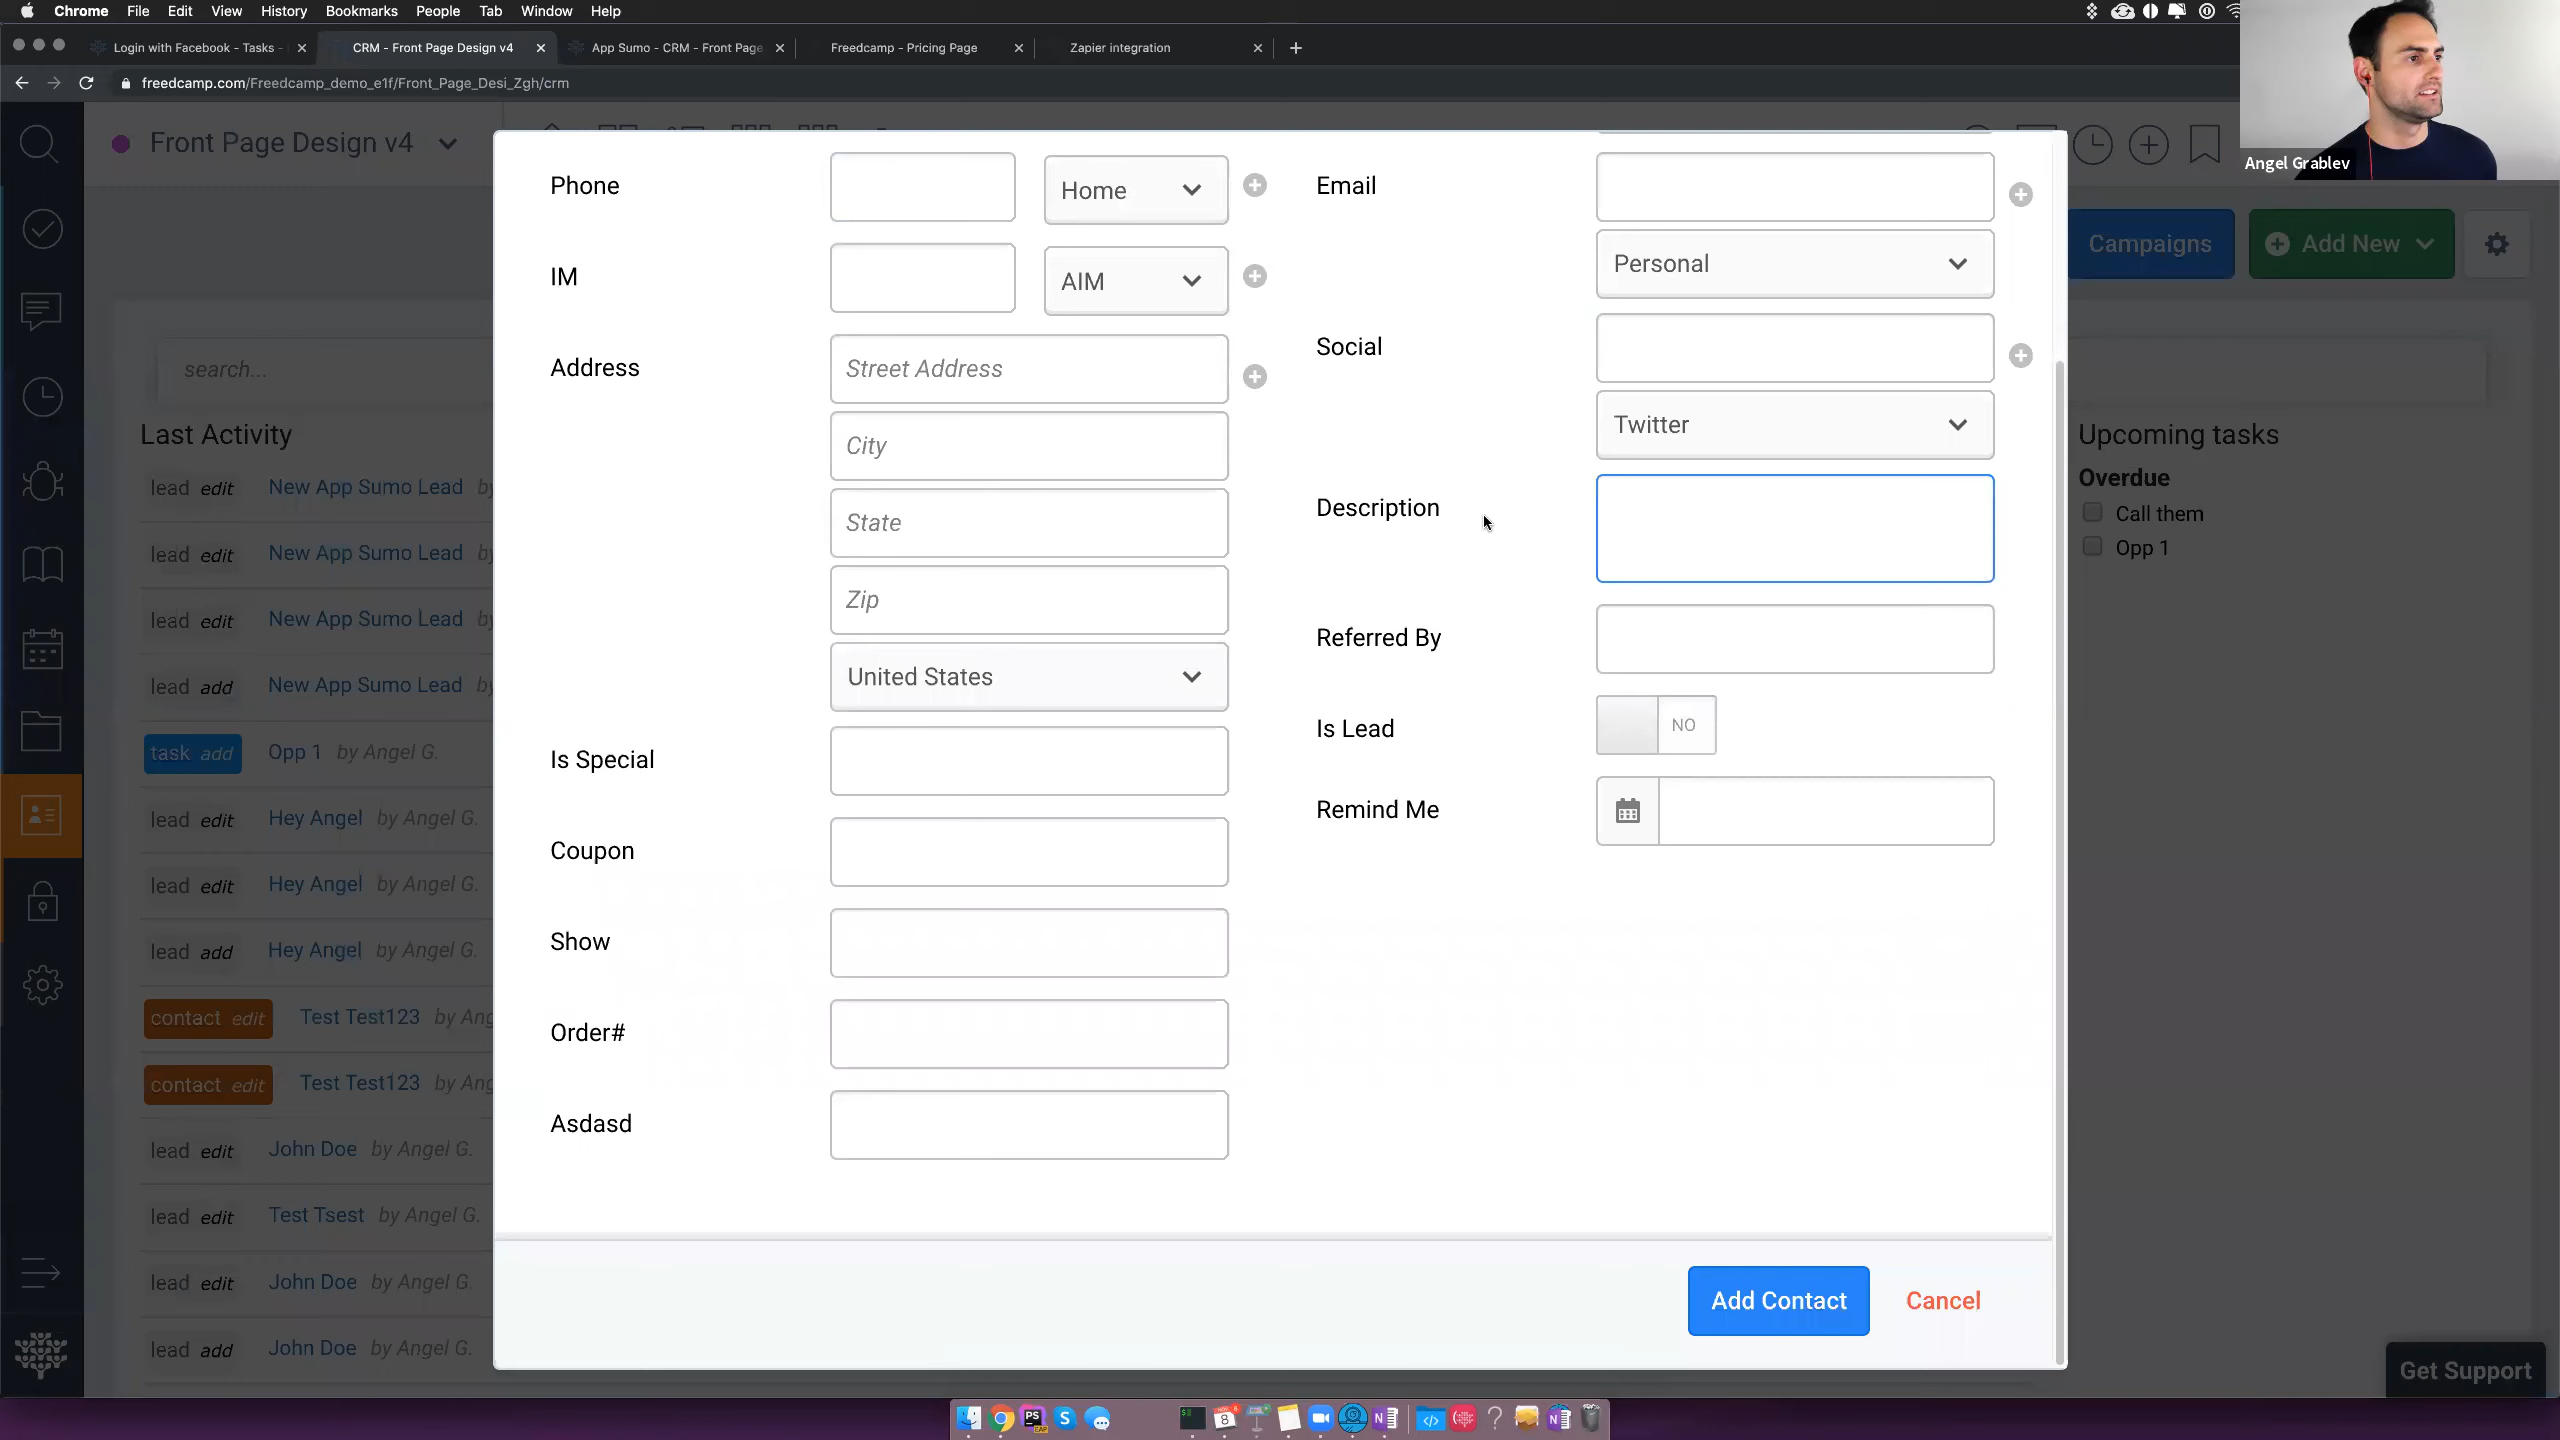 Chrome File Edit View History Bookmarks People Tab Window Help
Login with Facebook - Tasks -
CRM - Front Page Design v4
App Sumo - CRM - Front Page
Freedcamp - Pricing Page
Zapier integration
freedcamp.com/Freedcamp_demo_e1f/Front_Page_Desi_Zgh/crm
Angel Grablev
Front Page Design v4
Campaigns
Add New
search...
Last Activity
lead edit New App Sumo Lead by
lead edit New App Sumo Lead by
lead edit New App Sumo Lead by
lead add New App Sumo Lead by
task add Opp 1 by Angel G.
lead edit Hey Angel by Angel G.
lead edit Hey Angel by Angel G.
lead add Hey Angel by Angel G.
contact edit Test Test123 by Ang
contact edit Test Test123 by Ang
lead edit John Doe by Angel G.
lead edit Test Tsest by Angel G.
lead edit John Doe by Angel G.
lead add John Doe by Angel G.
Phone
Home
IM
AIM
Address
Street Address
City
State
Zip
United States
Is Special
Coupon
Show
Order#
Asdasd
Email
Personal
Social
Twitter
Description
Referred By
Is Lead
NO
Remind Me
Add Contact
Cancel
Upcoming tasks
Overdue
Call them
Opp 1
Get Support
PS
8